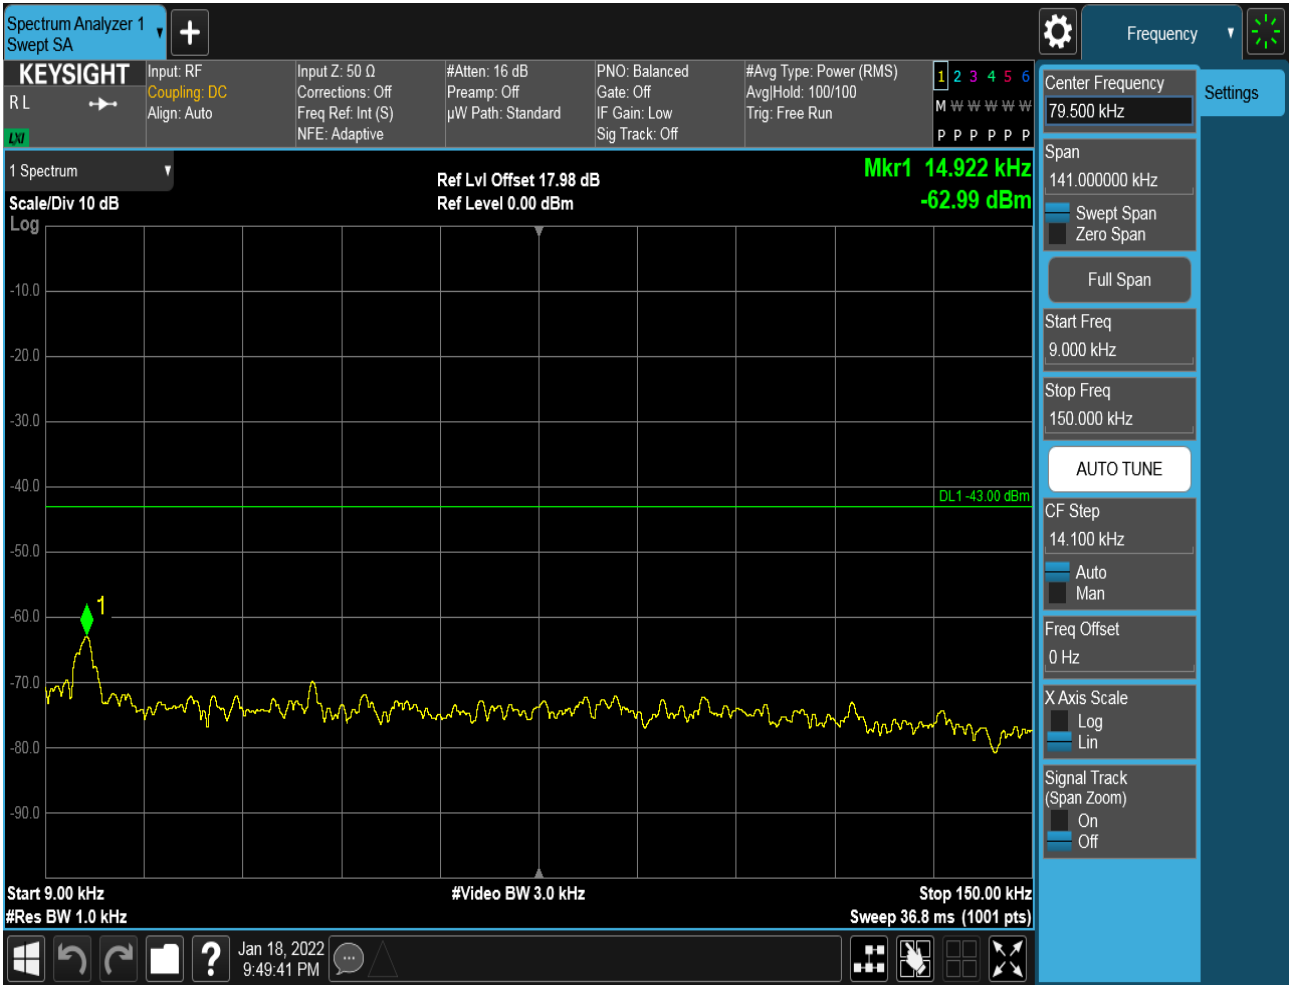 Spectrum Analyzer 1
Swept SA
Frequency
KEYSIGHT
R L
LXI
Input: RF
Coupling: DC
Align: Auto
Input Z: 50 Ω
Corrections: Off
Freq Ref: Int (S)
NFE: Adaptive
#Atten: 16 dB
Preamp: Off
µW Path: Standard
PNO: Balanced
Gate: Off
IF Gain: Low
Sig Track: Off
#Avg Type: Power (RMS)
Avg|Hold: 100/100
Trig: Free Run
1 2 3 4 5 6
M W W W W W
P P P P P P
1 Spectrum
Scale/Div 10 dB
Log
Ref Lvl Offset 17.98 dB
Ref Level 0.00 dBm
Mkr1 14.922 kHz
-62.99 dBm
-10.0
-20.0
-30.0
-40.0
DL1 -43.00 dBm
-50.0
-60.0
1
-70.0
-80.0
-90.0
Start 9.00 kHz
#Res BW 1.0 kHz
#Video BW 3.0 kHz
Stop 150.00 kHz
Sweep 36.8 ms (1001 pts)
Center Frequency
79.500 kHz
Settings
Span
141.000000 kHz
Swept Span
Zero Span
Full Span
Start Freq
9.000 kHz
Stop Freq
150.000 kHz
AUTO TUNE
CF Step
14.100 kHz
Auto
Man
Freq Offset
0 Hz
X Axis Scale
Log
Lin
Signal Track
(Span Zoom)
On
Off
?
Jan 18, 2022
9:49:41 PM